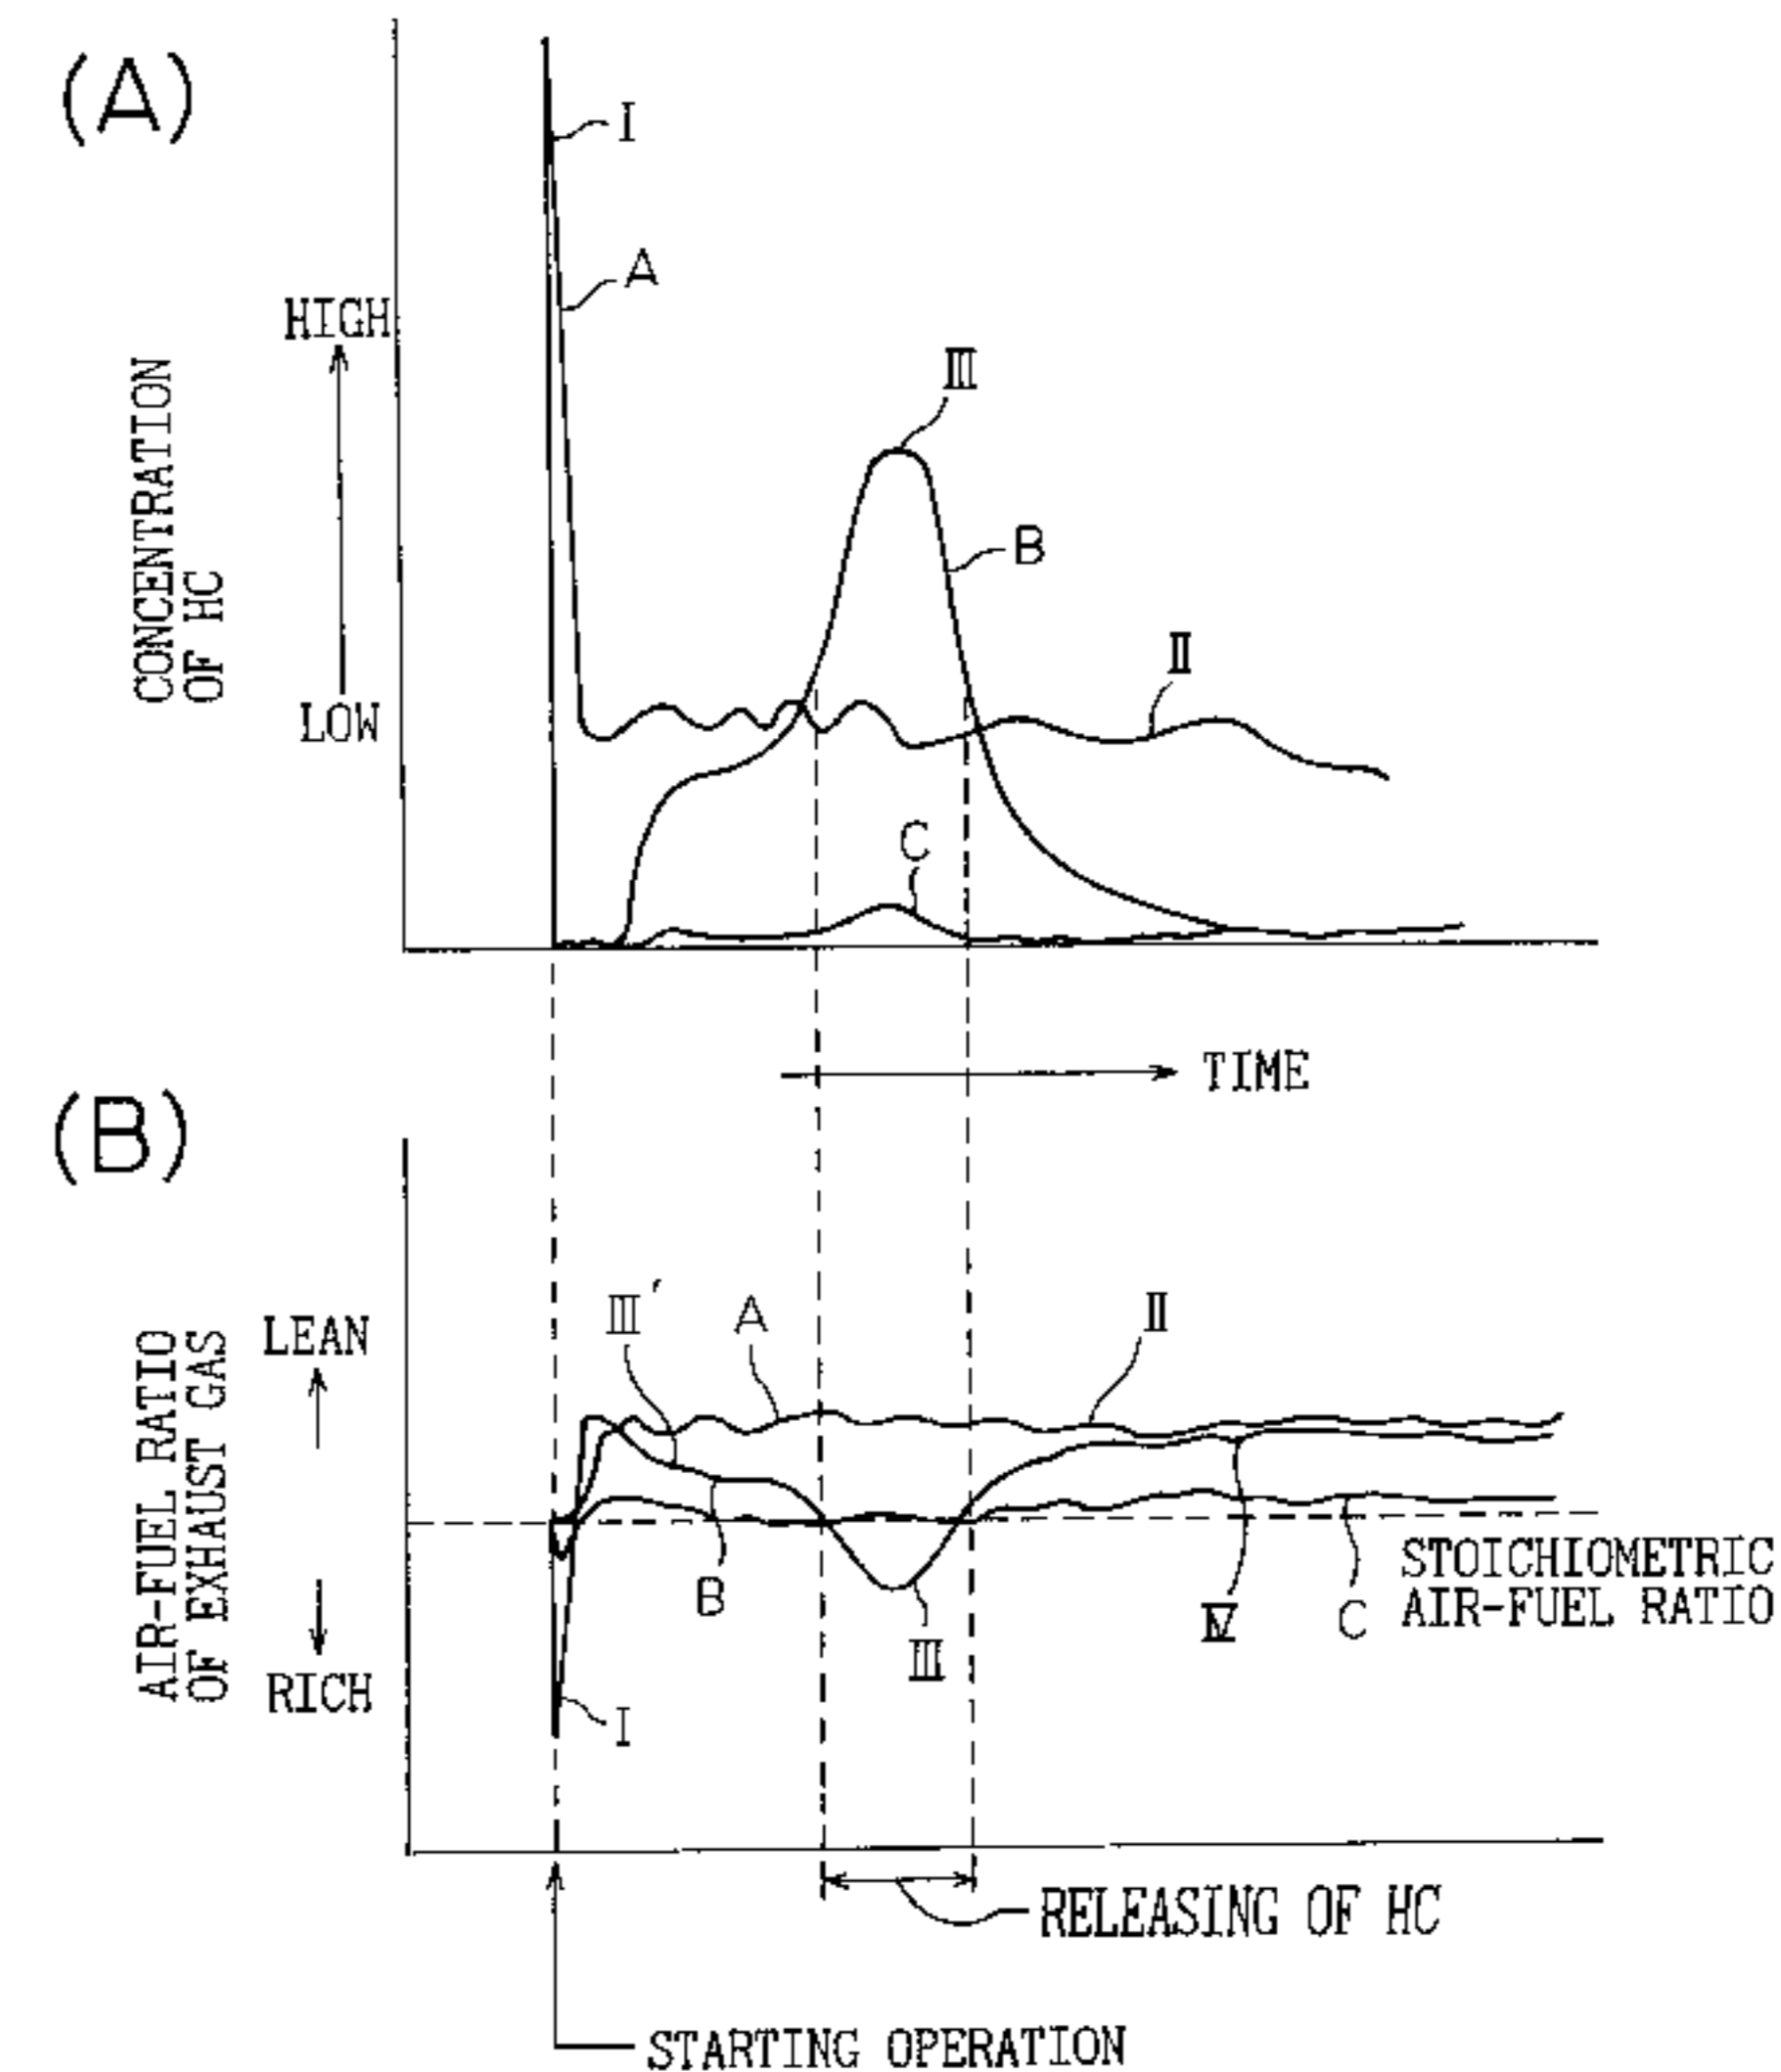 (A)
I
A
HIGH
III
B
II
CONCENTRATION
OF HC
LOW
C
TIME
(B)
III′
A
II
LEAN
AIR-FUEL RATIO
OF EXHAUST GAS
STOICHIOMETRIC
AIR-FUEL RATIO
B
IV
C
III
RICH
I
RELEASING OF HC
STARTING OPERATION